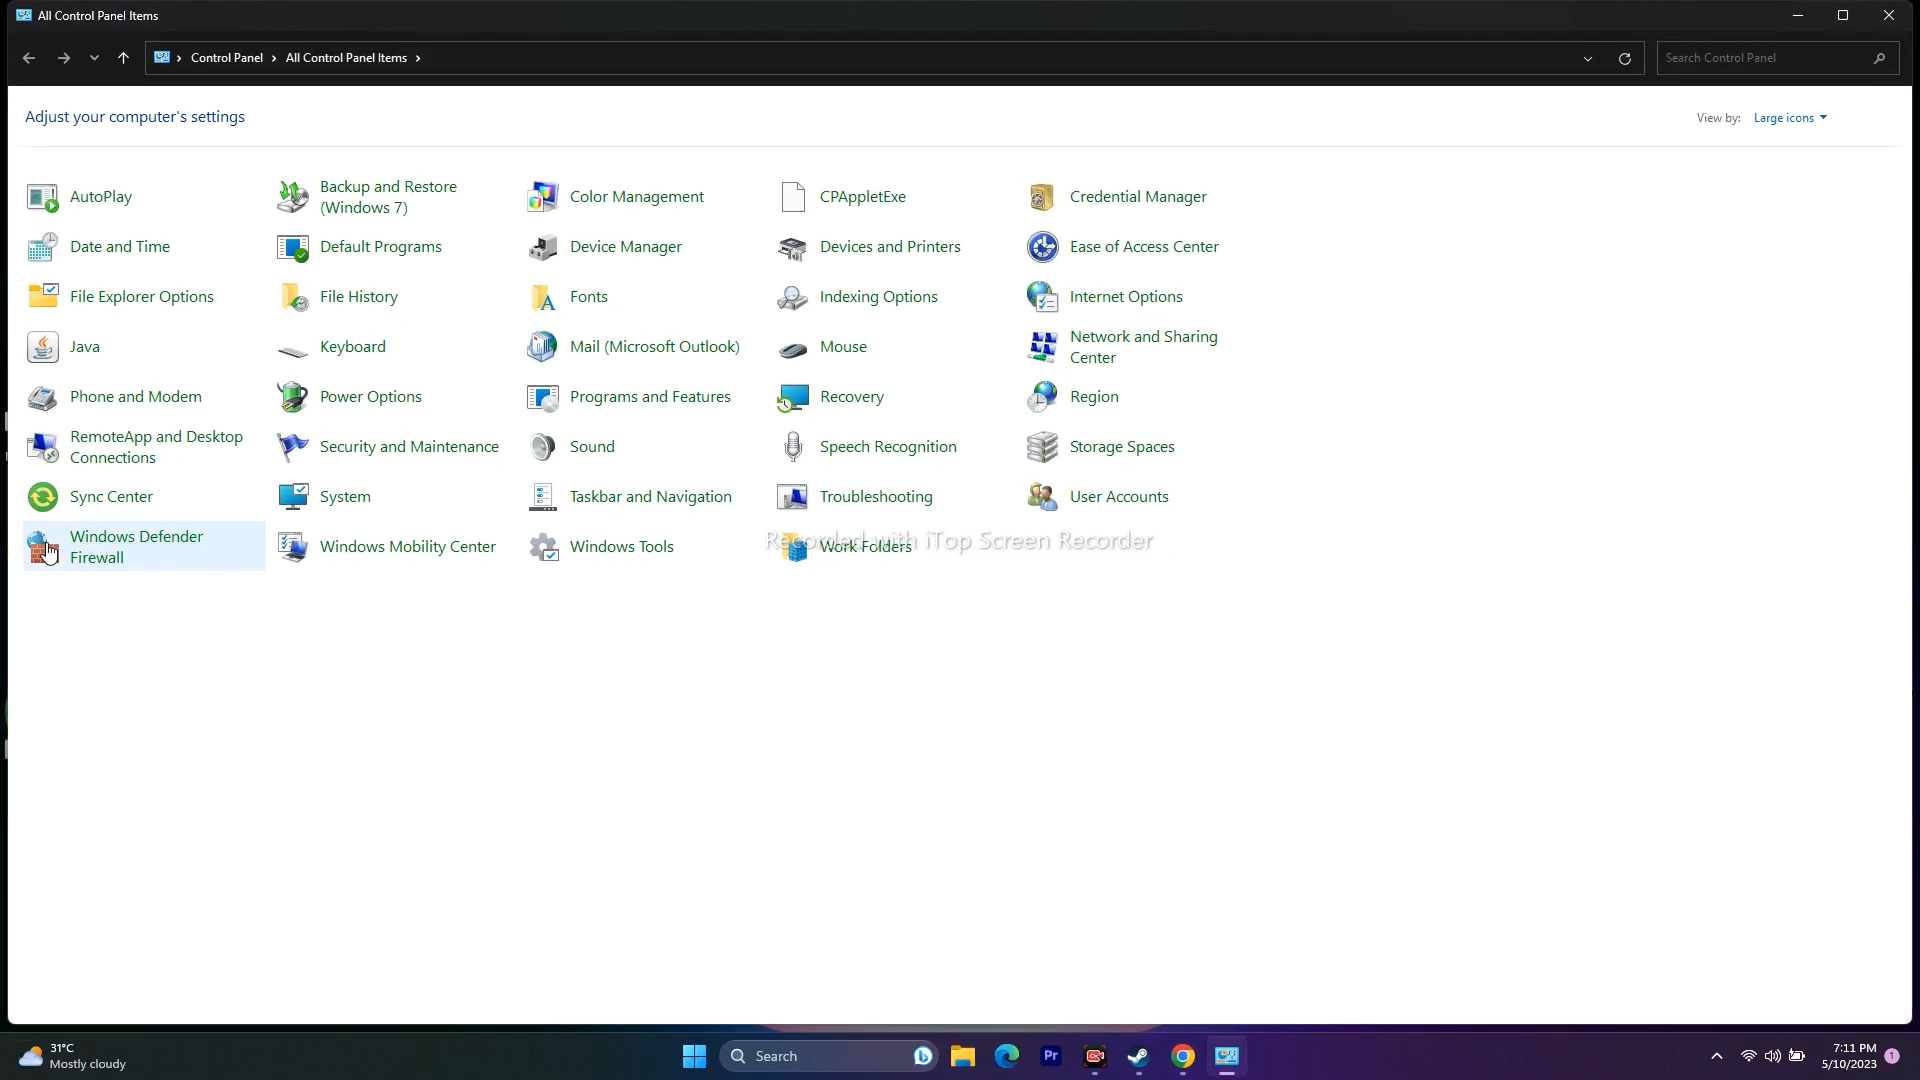 All Control Panel Items
Control Panel
All Control Panel Items
Search Control Panel
Adjust your computer's settings
View by:
Large icons
AutoPlay
Backup and Restore
(Windows 7)
Color Management
CPAppletExe
Credential Manager
Date and Time
Default Programs
Device Manager
Devices and Printers
Ease of Access Center
File Explorer Options
File History
Fonts
Indexing Options
Internet Options
Java
Keyboard
Mail (Microsoft Outlook)
Mouse
Network and Sharing
Center
Phone and Modem
Power Options
Programs and Features
Recovery
Region
RemoteApp and Desktop
Connections
Security and Maintenance
Sound
Speech Recognition
Storage Spaces
Sync Center
System
Taskbar and Navigation
Troubleshooting
User Accounts
Windows Defender
Firewall
Windows Mobility Center
Windows Tools
Work Folders
Recorded with iTop Screen Recorder
31°C
Mostly cloudy
Search
Pr
7:11 PM
5/10/2023
1